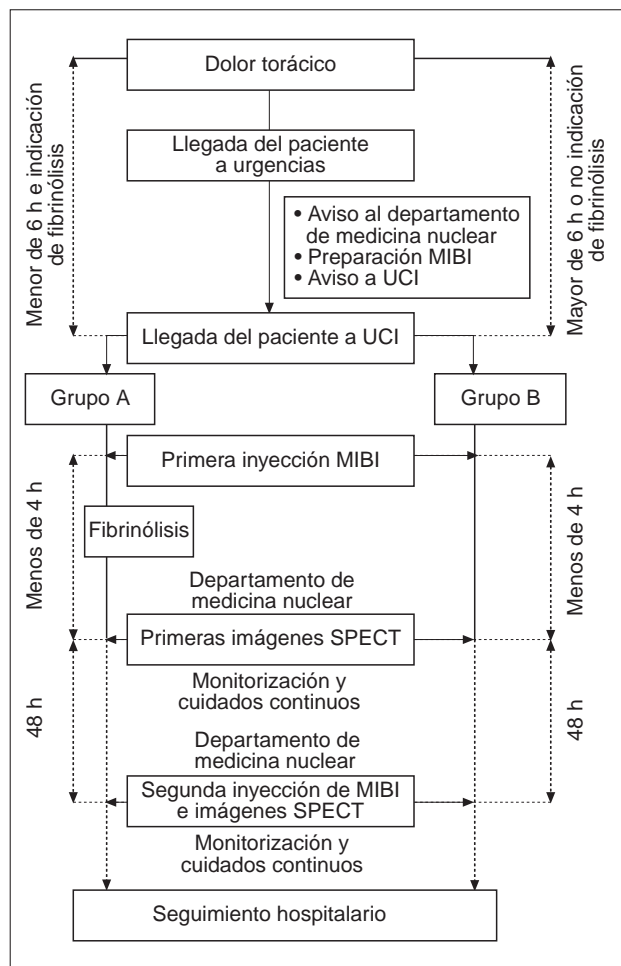 Dolor torácico
Menor de 6 h e indicación
de fibrinólisis
Mayor de 6 h o no indicación
de fibrinólisis
Llegada del paciente
a urgencias
• Aviso al departamento
de medicina nuclear
• Preparación MIBI
• Aviso a UCI
Llegada del paciente a UCI
Grupo A
Grupo B
Primera inyección MIBI
Menos de 4 h
Menos de 4 h
Fibrinólisis
Departamento de
medicina nuclear
Primeras imágenes SPECT
Monitorización y
cuidados continuos
48 h
48 h
Departamento de
medicina nuclear
Segunda inyección de MIBI
e imágenes SPECT
Monitorización y
cuidados continuos
Seguimiento hospitalario